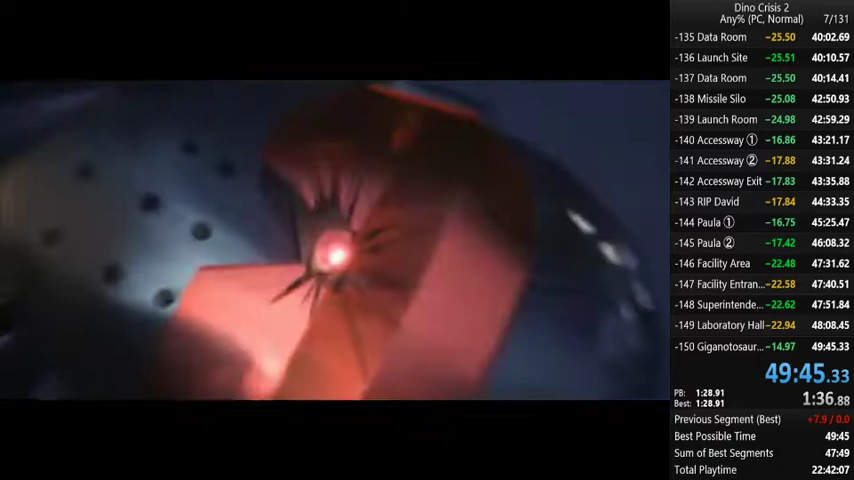 Dino Crisis 2
Any% (PC, Normal) 7/131
-135 Data Room -25.50 40:02.69
-136 Launch Site -25.51 40:10.57
-137 Data Room -25.50 40:14.41
-138 Missile Silo -25.08 42:50.93
-139 Launch Room -24.98 42:59.29
-140 Accessway ① -16.86 43:21.17
-141 Accessway ② -17.88 43:31.24
-142 Accessway Exit -17.83 43:35.88
-143 RIP David -17.84 44:33.35
-144 Paula ① -16.75 45:25.47
-145 Paula ② -17.42 46:08.32
-146 Facility Area -22.48 47:31.62
-147 Facility Entran... -22.58 47:40.51
-148 Superintende... -22.62 47:51.84
-149 Laboratory Hall -22.94 48:08.45
-150 Giganotosaur... -14.97 49:45.33
49:45.33
PB: 1:28.91
Best: 1:28.91 1:36.88
Previous Segment (Best) +7.9 / 0.0
Best Possible Time 49:45
Sum of Best Segments 47:49
Total Playtime 22:42:07